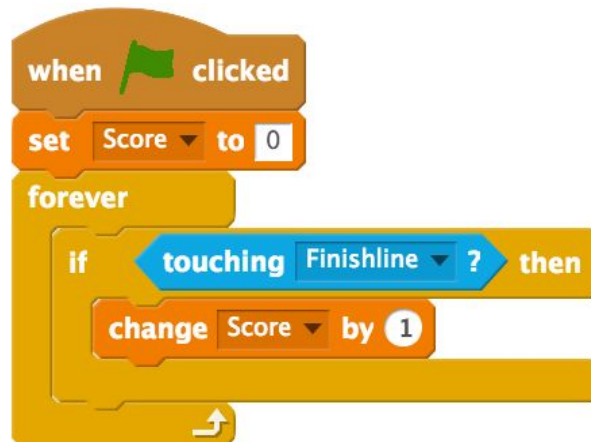 when clicked
set Score to 0
forever
if touching Finishline ? then
change Score by 1